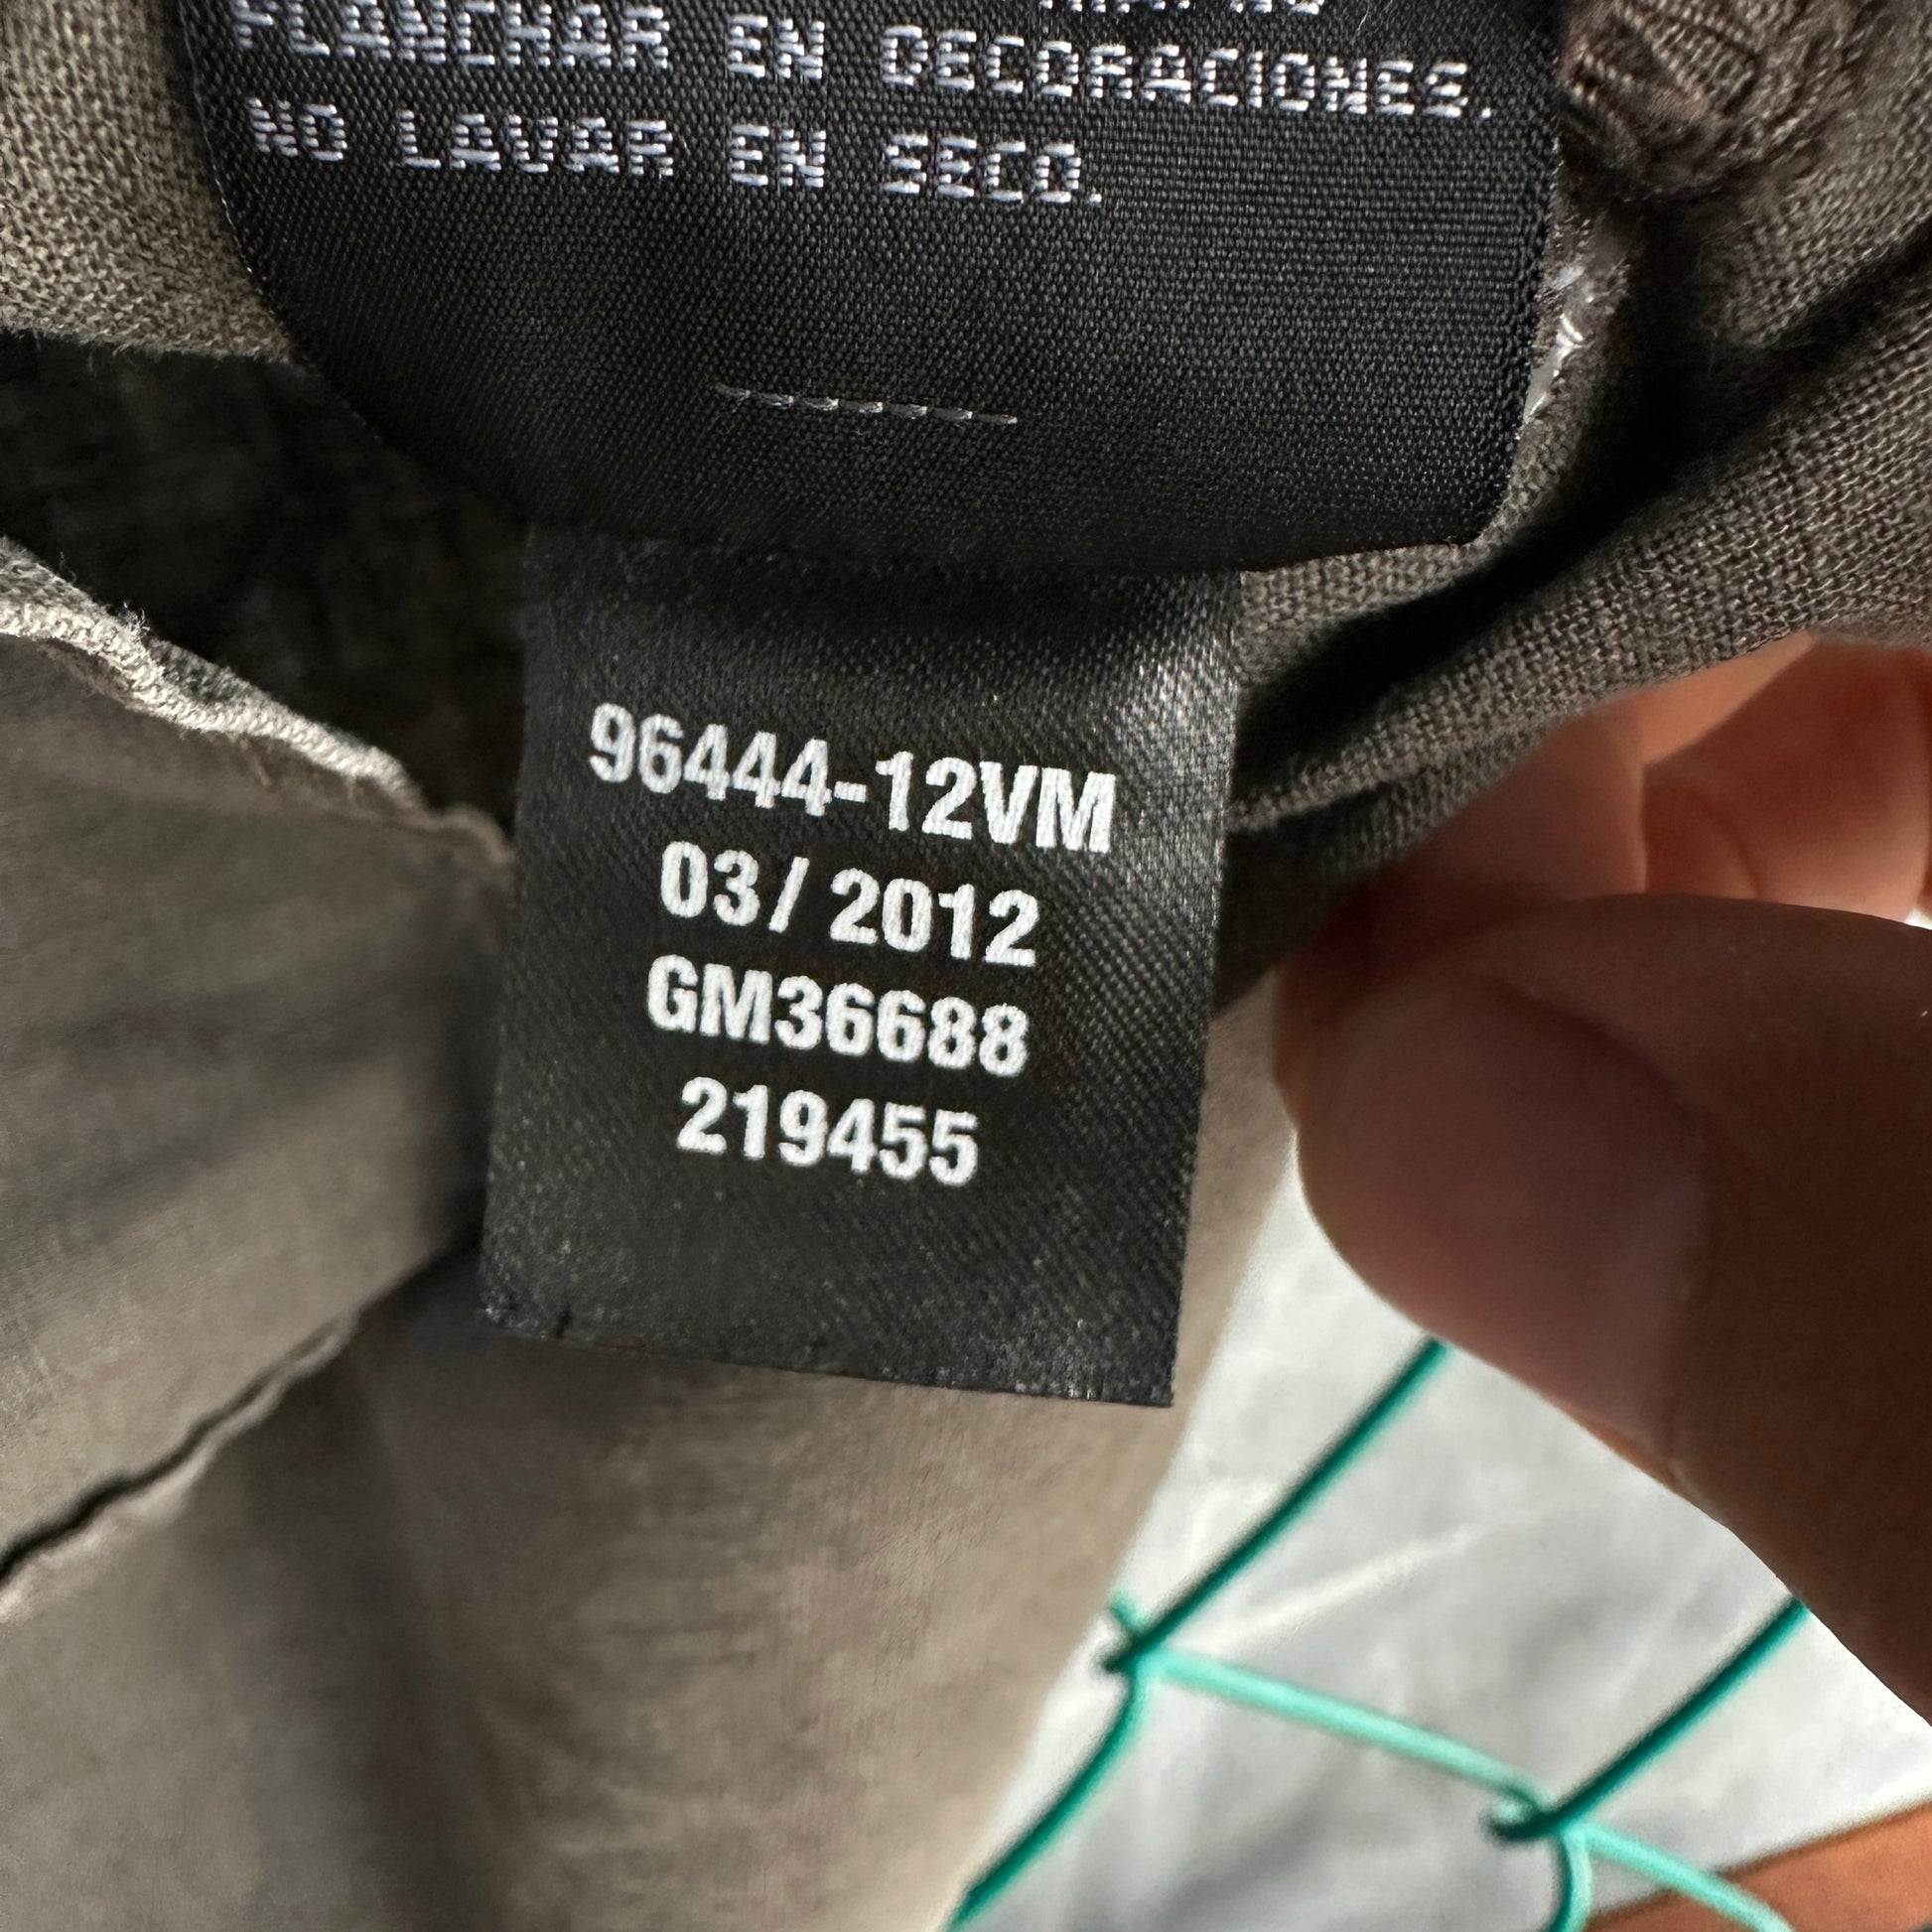 PLANCHAR EN DECORACIONES.
NO LAVAR EN SECO.
96444-12VM
03/ 2012
GM36688
219455